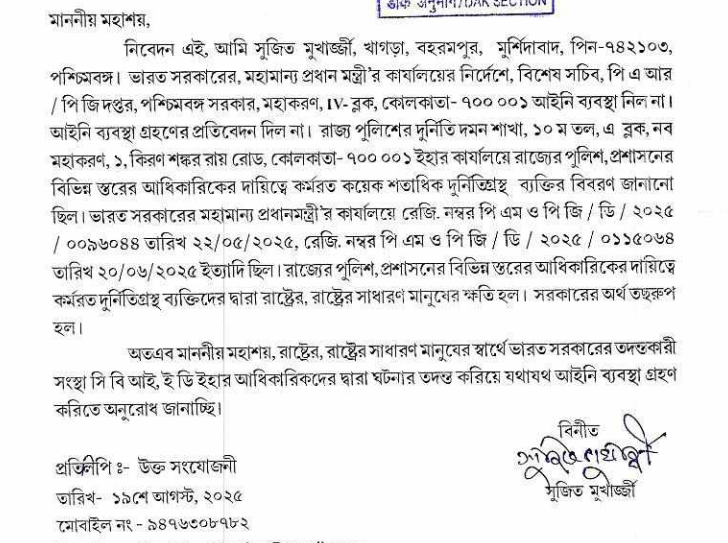 डाक अनुभाग/DAK SECTION
माননীয় মহাশয়,
নিবেদন এই, আমি সুজিত মুখার্জ্জী, খাগড়া, বহরমপুর, মুর্শিদাবাদ, পিন-৭৪২১০৩,
পশ্চিমবঙ্গ। ভারত সরকারের, মহামান্য প্রধান মন্ত্রী'র কার্যালয়ের নির্দেশে, বিশেষ সচিব, পি এ আর
/ পি জি দপ্তর, পশ্চিমবঙ্গ সরকার, মহাকরণ, IV- ব্লক, কোলকাতা- ৭০০ ০০১ আইনি ব্যবস্থা নিল না।
আইনি ব্যবস্থা গ্রহণের প্রতিবেদন দিল না। রাজ্য পুলিশের দুর্নিতি দমন শাখা, ১০ ম তল, এ ব্লক, নব
মহাকরণ, ১, কিরণ শঙ্কর রায় রোড, কোলকাতা- ৭০০ ০০১ ইহার কার্যালয়ে রাজ্যের পুলিশ, প্রশাসনের
বিভিন্ন স্তরের আধিকারিকের দায়িত্বে কর্মরত কয়েক শতাধিক দুর্নিতিগ্রস্থ ব্যক্তির বিবরণ জানানো
ছিল। ভারত সরকারের মহামান্য প্রধানমন্ত্রী'র কার্যালয়ে রেজি. নম্বর পি এম ও পি জি / ডি / ২০২৫
/ ০০৯৬০৪৪ তারিখ ২২/০৫/২০২৫, রেজি. নম্বর পি এম ও পি জি / ডি / ২০২৫ / ০১১৫০৬৪
তারিখ ২০/০৬/২০২৫ ইত্যাদি ছিল। রাজ্যের পুলিশ, প্রশাসনের বিভিন্ন স্তরের আধিকারিকের দায়িত্বে
কর্মরত দুর্নিতিগ্রস্থ ব্যক্তিদের দ্বারা রাষ্ট্রের, রাষ্ট্রের সাধারণ মানুষের ক্ষতি হল। সরকারের অর্থ তছরুপ
হল।
অতএব মাননীয় মহাশয়, রাষ্ট্রের, রাষ্ট্রের সাধারণ মানুষের স্বার্থে ভারত সরকারের তদন্তকারী
সংস্থা সি বি আই, ই ডি ইহার আধিকারিকদের দ্বারা ঘটনার তদন্ত করিয়ে যথাযথ আইনি ব্যবস্থা গ্রহণ
করিতে অনুরোধ জানাচ্ছি।
বিনীত
সুজিত মুখার্জ্জী
প্রতিলিপি ঃ- উক্ত সংযোজনী
সুজিত মুখার্জ্জী
তারিখ- ১৯শে আগস্ট, ২০২৫
মোবাইল নং - ৯৪৭৬৩০৮৭৮২